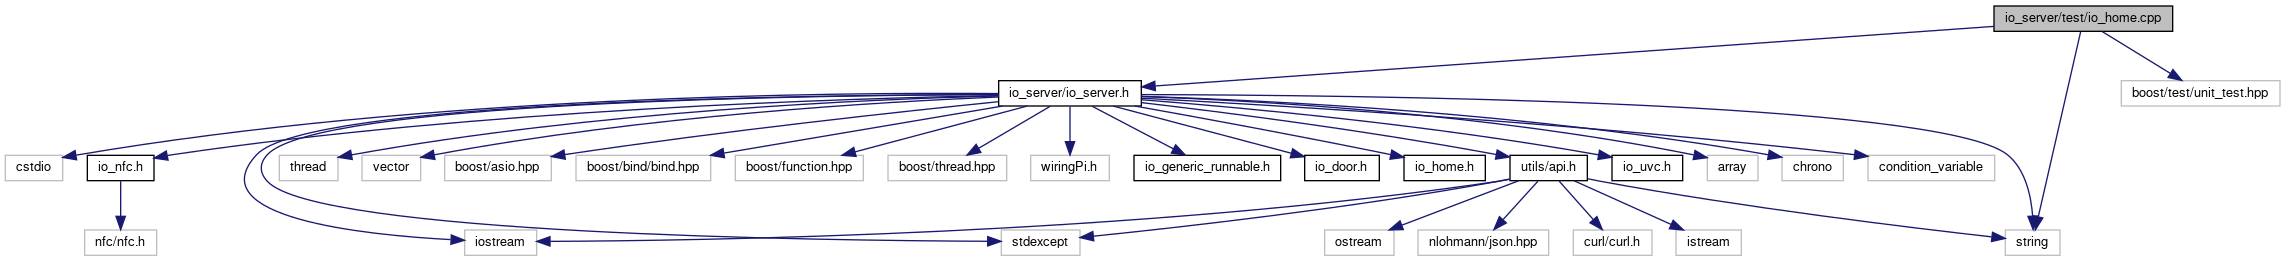 io_server/test/io_home.cpp
io_server/io_server.h
boost/test/unit_test.hpp
cstdio
io_nfc.h
thread
vector
boost/asio.hpp
boost/bind/bind.hpp
boost/function.hpp
boost/thread.hpp
wiringPi.h
io_generic_runnable.h
io_door.h
io_home.h
utils/api.h
io_uvc.h
array
chrono
condition_variable
nfc/nfc.h
iostream
stdexcept
ostream
nlohmann/json.hpp
curl/curl.h
istream
string